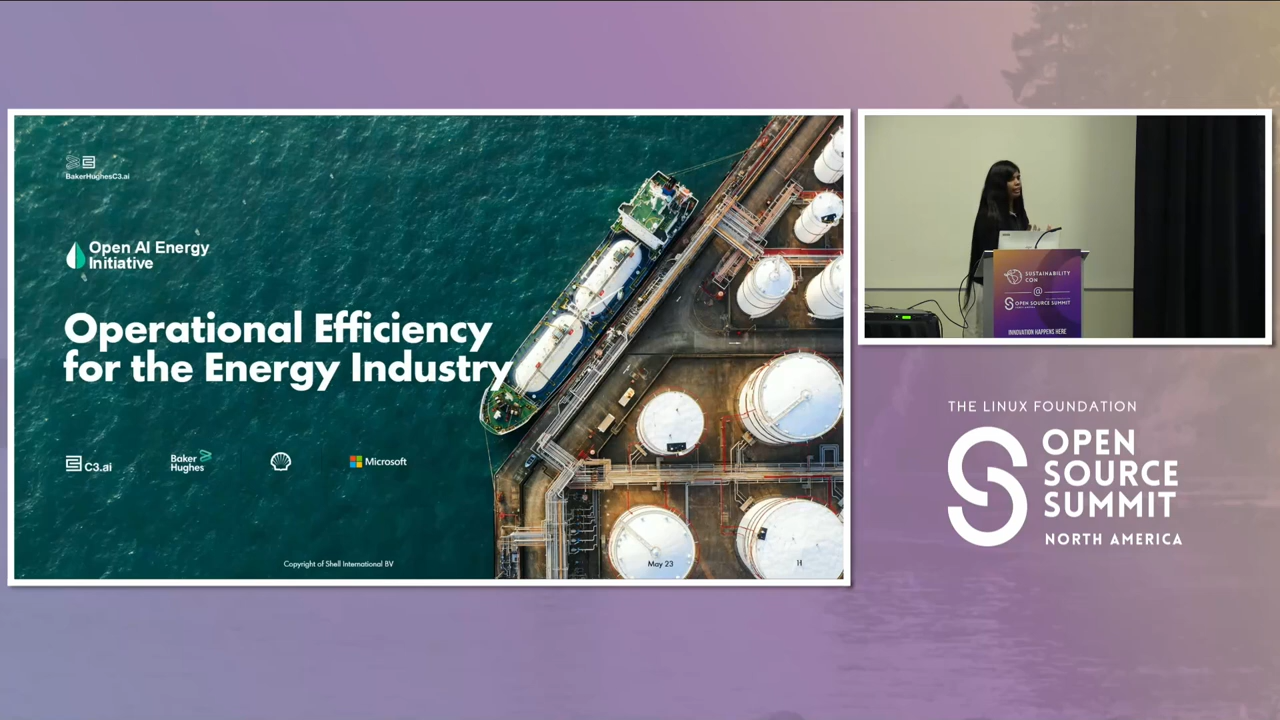 BakerHughesC3.ai
Open AI Energy
Initiative
Operational Efficiency
for the Energy Industry
C3.ai
Baker
Hughes
Microsoft
Copyright of Shell International BV
May 23
11
SUSTAINABILITY
CON
@
OPEN SOURCE SUMMIT
INNOVATION HAPPENS HERE
THE LINUX FOUNDATION
OPEN
SOURCE
SUMMIT
NORTH AMERICA